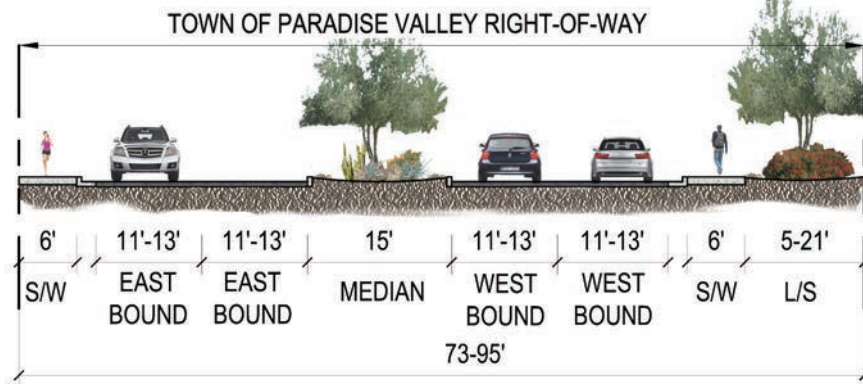 TOWN OF PARADISE VALLEY RIGHT-OF-WAY
6' 11'-13' 11'-13' 15' 11'-13' 11'-13' 6' 5-21'
S/W EAST BOUND EAST BOUND MEDIAN WEST BOUND WEST BOUND S/W L/S
73-95'